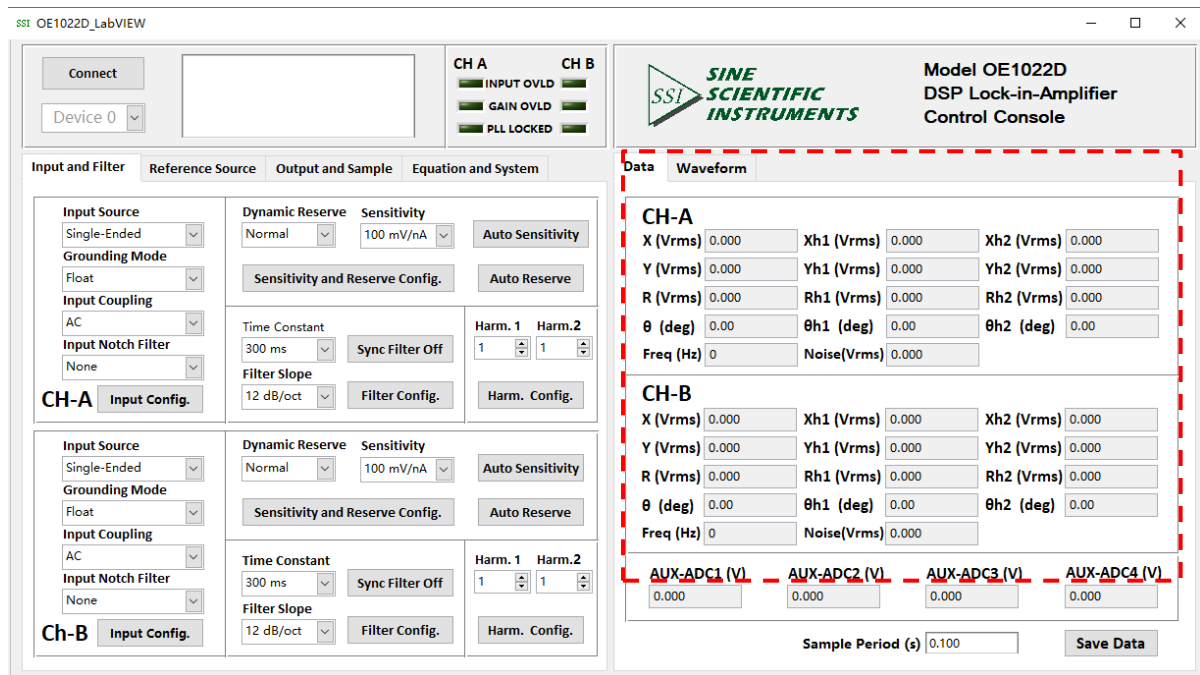 SSI OE1022D_LabVIEW
Connect
Device 0
CH A CH B
INPUT OVLD
GAIN OVLD
PLL LOCKED
SSI
SINE
SCIENTIFIC
INSTRUMENTS
Model OE1022D
DSP Lock-in-Amplifier
Control Console
Input and Filter Reference Source Output and Sample Equation and System
Input Source
Single-Ended
Grounding Mode
Float
Input Coupling
AC
Input Notch Filter
None
CH-A Input Config.
Dynamic Reserve Sensitivity
Normal 100 mV/nA Auto Sensitivity
Sensitivity and Reserve Config. Auto Reserve
Time Constant
300 ms Sync Filter Off
Filter Slope
12 dB/oct Filter Config.
Harm. 1 Harm.2
1 1
Harm. Config.
Input Source
Single-Ended
Grounding Mode
Float
Input Coupling
AC
Input Notch Filter
None
Ch-B Input Config.
Dynamic Reserve Sensitivity
Normal 100 mV/nA Auto Sensitivity
Sensitivity and Reserve Config. Auto Reserve
Time Constant
300 ms Sync Filter Off
Filter Slope
12 dB/oct Filter Config.
Harm. 1 Harm.2
1 1
Harm. Config.
Data Waveform
CH-A
X (Vrms) 0.000 Xh1 (Vrms) 0.000 Xh2 (Vrms) 0.000
Y (Vrms) 0.000 Yh1 (Vrms) 0.000 Yh2 (Vrms) 0.000
R (Vrms) 0.000 Rh1 (Vrms) 0.000 Rh2 (Vrms) 0.000
θ (deg) 0.00 θh1 (deg) 0.00 θh2 (deg) 0.00
Freq (Hz) 0 Noise(Vrms) 0.000
CH-B
X (Vrms) 0.000 Xh1 (Vrms) 0.000 Xh2 (Vrms) 0.000
Y (Vrms) 0.000 Yh1 (Vrms) 0.000 Yh2 (Vrms) 0.000
R (Vrms) 0.000 Rh1 (Vrms) 0.000 Rh2 (Vrms) 0.000
θ (deg) 0.00 θh1 (deg) 0.00 θh2 (deg) 0.00
Freq (Hz) 0 Noise(Vrms) 0.000
AUX-ADC1 (V) AUX-ADC2 (V) AUX-ADC3 (V) AUX-ADC4 (V)
0.000 0.000 0.000 0.000
Sample Period (s) 0.100 Save Data